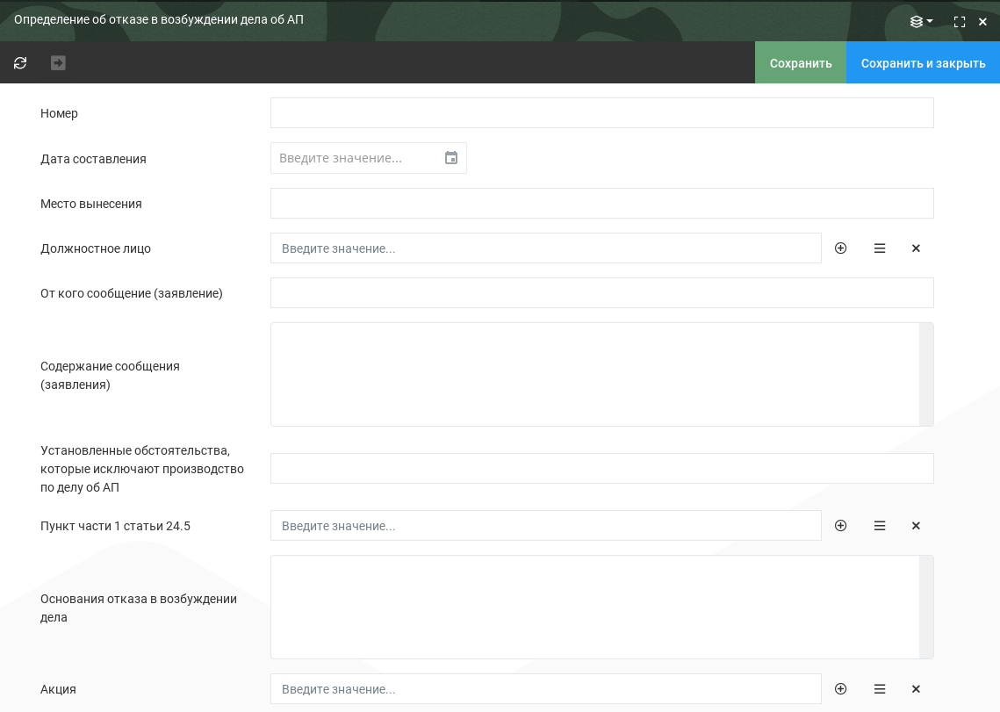 Определение об отказе в возбуждении дела об АП
Сохранить
Сохранить и закрыть
Номер
Дата составления
Введите значение...
Место вынесения
Должностное лицо
Введите значение...
От кого сообщение (заявление)
Содержание сообщения
(заявления)
Установленные обстоятельства,
которые исключают производство
по делу об АП
Пункт части 1 статьи 24.5
Введите значение...
Основания отказа в возбуждении
дела
Акция
Введите значение...